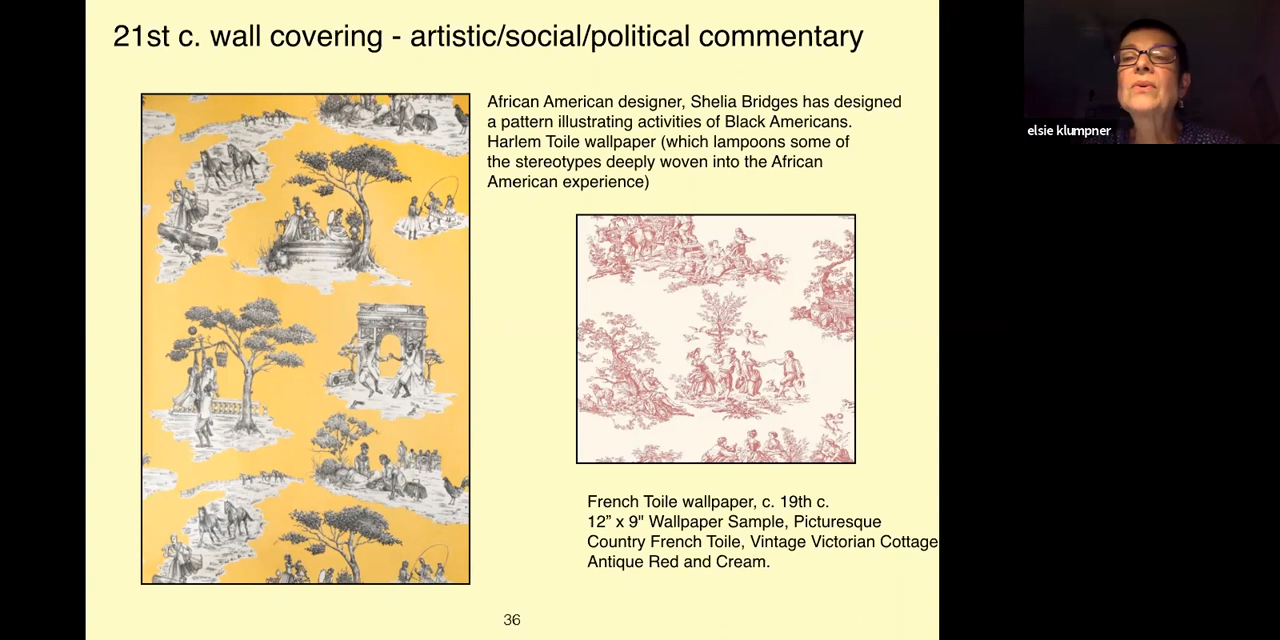 21st c. wall covering - artistic/social/political commentary
African American designer, Shelia Bridges has designed
a pattern illustrating activities of Black Americans.
Harlem Toile wallpaper (which lampoons some of
the stereotypes deeply woven into the African
American experience)
French Toile wallpaper, c. 19th c.
12” x 9" Wallpaper Sample, Picturesque
Country French Toile, Vintage Victorian Cottage
Antique Red and Cream.
36
elsie klumpner